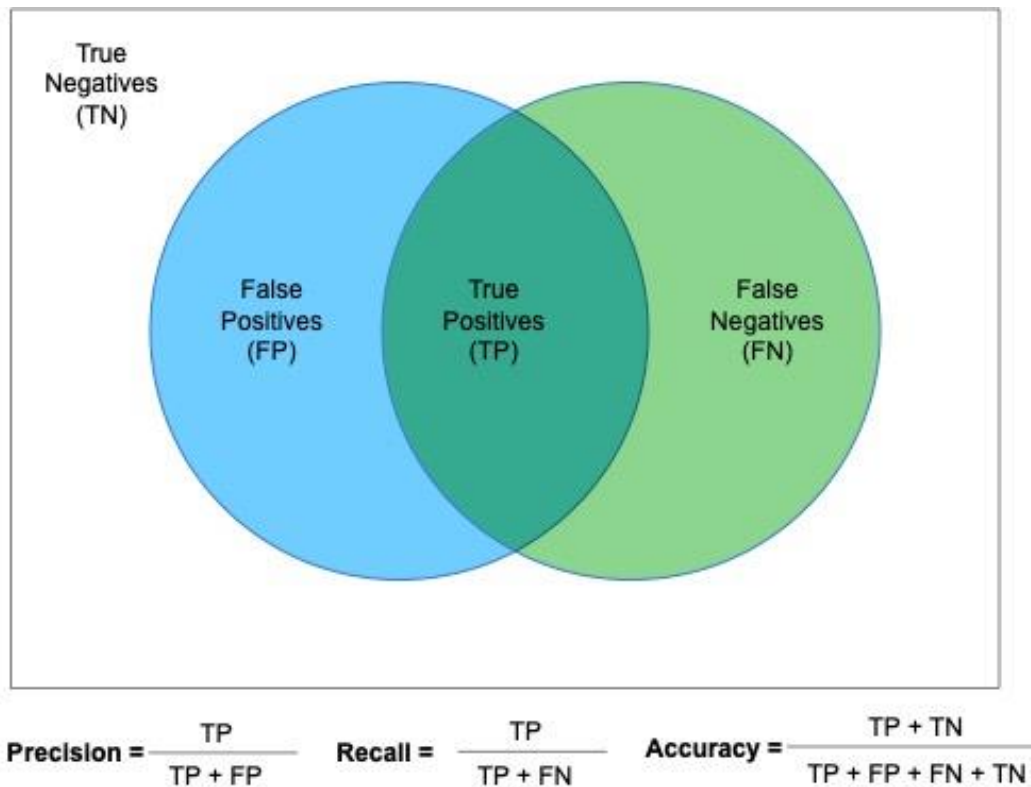 True
Negatives
(TN)
False
Positives
(FP)
True
Positives
(TP)
False
Negatives
(FN)
Precision = TP
TP + FP
Recall = TP
TP + FN
Accuracy = TP + TN
TP + FP + FN + TN